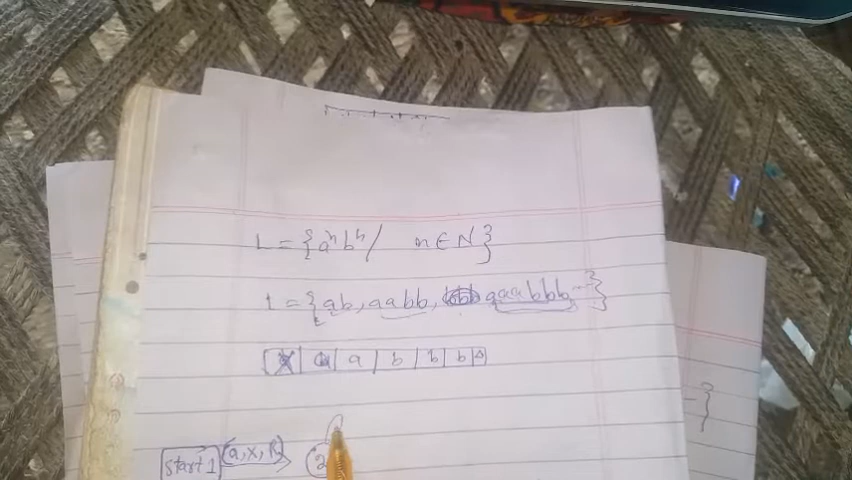 L = {aⁿbⁿ / n ∈ N}
L = {ab, aabb, aaabbb, ---}
a | a | b | b | b | Δ
start 1 (a, x, R) 2
-}